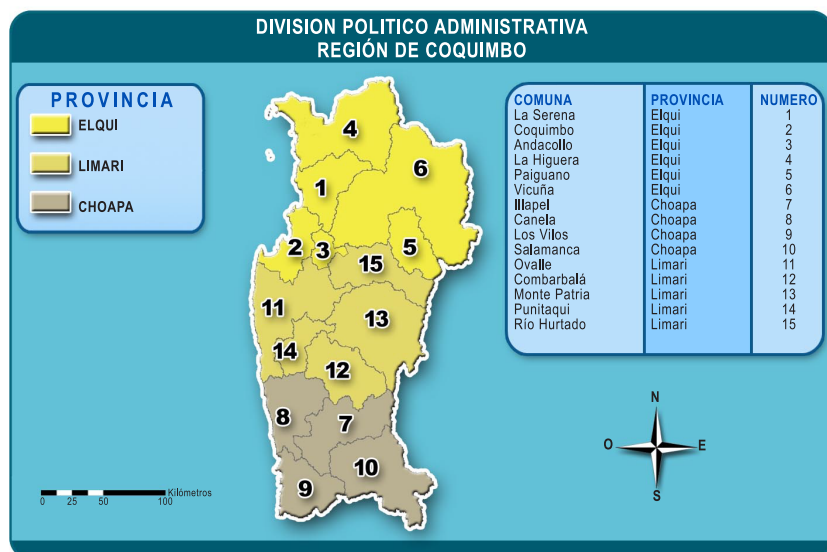 DIVISION POLITICO ADMINISTRATIVA
REGIÓN DE COQUIMBO
PROVINCIA
ELQUI
LIMARI
CHOAPA
COMUNA PROVINCIA NUMERO
La Serena Elqui 1
Coquimbo Elqui 2
Andacollo Elqui 3
La Higuera Elqui 4
Paiguano Elqui 5
Vicuña Elqui 6
Illapel Choapa 7
Canela Choapa 8
Los Vilos Choapa 9
Salamanca Choapa 10
Ovalle Limari 11
Combarbalá Limari 12
Monte Patria Limari 13
Punitaqui Limari 14
Río Hurtado Limari 15
4
6
1
2
3
5
15
11
13
14
12
8
7
10
9
N
O E
S
Kilómetros
0 25 50 100